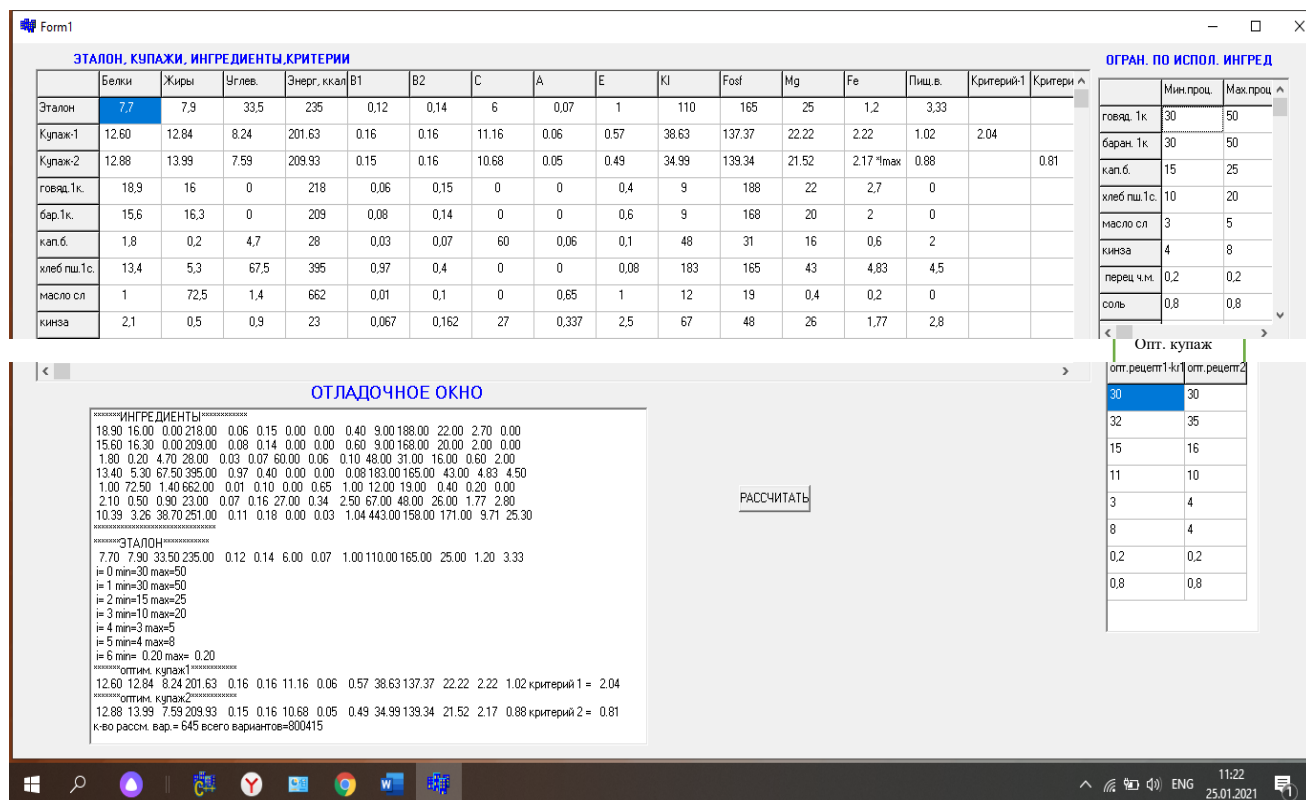 Form1
ЭТАЛОН, КУПАЖИ, ИНГРЕДИЕНТЫ,КРИТЕРИИ
Белки Жиры Углев. Энерг, ккал B1 B2 C A E Kl Fosf Mg Fe Пищ.в. Критерий-1 Критери
Эталон 7,7 7,9 33,5 235 0,12 0,14 6 0,07 1 110 165 25 1,2 3,33
Купаж-1 12.60 12.84 8.24 201.63 0.16 0.16 11.16 0.06 0.57 38.63 137.37 22.22 2.22 1.02 2.04
Купаж-2 12.88 13.99 7.59 209.93 0.15 0.16 10.68 0.05 0.49 34.99 139.34 21.52 2.17 *!max 0.88 0.81
говяд.1к. 18,9 16 0 218 0,06 0,15 0 0 0,4 9 188 22 2,7 0
бар.1к. 15,6 16,3 0 209 0,08 0,14 0 0 0,6 9 168 20 2 0
кап.б. 1,8 0,2 4,7 28 0,03 0,07 60 0,06 0,1 48 31 16 0,6 2
хлеб пш.1с. 13,4 5,3 67,5 395 0,97 0,4 0 0 0,08 183 165 43 4,83 4,5
масло сл 1 72,5 1,4 662 0,01 0,1 0 0,65 1 12 19 0,4 0,2 0
кинза 2,1 0,5 0,9 23 0,067 0,162 27 0,337 2,5 67 48 26 1,77 2,8
ОГРАН. ПО ИСПОЛ. ИНГРЕД
Мин.проц. Мах.проц
говяд. 1к 30 50
баран. 1к 30 50
кап.б. 15 25
хлеб пш.1с. 10 20
масло сл 3 5
кинза 4 8
перец ч.м. 0,2 0,2
соль 0,8 0,8
Опт. купаж
опт.рецепт1-kr1 опт.рецепт2
30 30
32 35
15 16
11 10
3 4
8 4
0,2 0,2
0,8 0,8
ОТЛАДОЧНОЕ ОКНО
*******ИНГРЕДИЕНТЫ***********
18.90 16.00 0.00 218.00 0.06 0.15 0.00 0.00 0.40 9.00 188.00 22.00 2.70 0.00
15.60 16.30 0.00 209.00 0.08 0.14 0.00 0.00 0.60 9.00 168.00 20.00 2.00 0.00
1.80 0.20 4.70 28.00 0.03 0.07 60.00 0.06 0.10 48.00 31.00 16.00 0.60 2.00
13.40 5.30 67.50 395.00 0.97 0.40 0.00 0.00 0.08 183.00 165.00 43.00 4.83 4.50
1.00 72.50 1.40 662.00 0.01 0.10 0.00 0.65 1.00 12.00 19.00 0.40 0.20 0.00
2.10 0.50 0.90 23.00 0.07 0.16 27.00 0.34 2.50 67.00 48.00 26.00 1.77 2.80
10.39 3.26 38.70 251.00 0.11 0.18 0.00 0.03 1.04 443.00 158.00 171.00 9.71 25.30
*****************************
*******ЭТАЛОН***********
7.70 7.90 33.50 235.00 0.12 0.14 6.00 0.07 1.00 110.00 165.00 25.00 1.20 3.33
i= 0 min=30 max=50
i= 1 min=30 max=50
i= 2 min=15 max=25
i= 3 min=10 max=20
i= 4 min=3 max=5
i= 5 min=4 max=8
i= 6 min= 0.20 max= 0.20
*******оптим. купаж1***********
12.60 12.84 8.24 201.63 0.16 0.16 11.16 0.06 0.57 38.63 137.37 22.22 2.22 1.02 критерий 1 = 2.04
*******оптим. купаж2***********
12.88 13.99 7.59 209.93 0.15 0.16 10.68 0.05 0.49 34.99 139.34 21.52 2.17 0.88 критерий 2 = 0.81
к-во рассм. вар.= 645 всего вариантов=800415
РАССЧИТАТЬ
ENG
11:22
25.01.2021